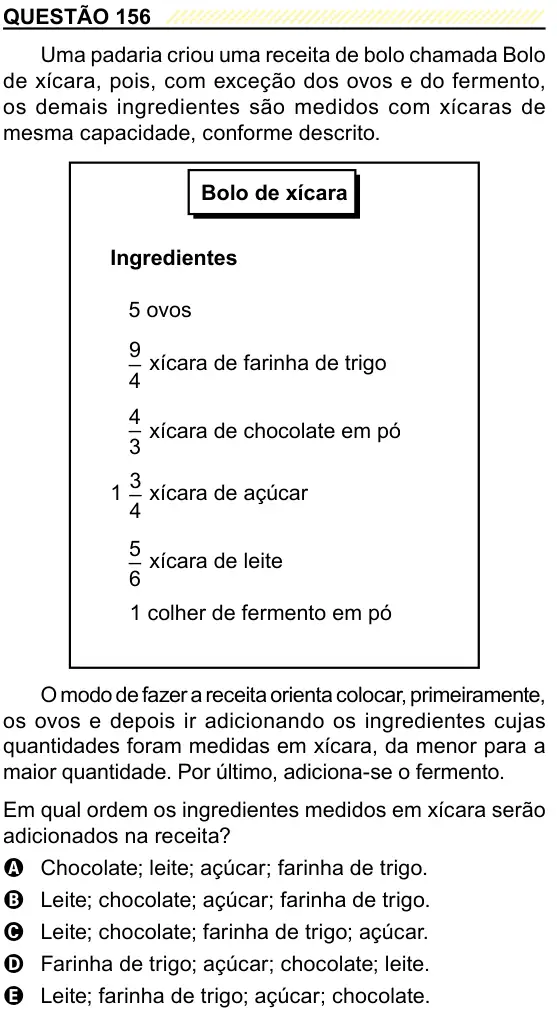 QUESTÃO 156
Uma padaria criou uma receita de bolo chamada Bolo
de xícara, pois, com exceção dos ovos e do fermento,
os demais ingredientes são medidos com xícaras de
mesma capacidade, conforme descrito.
Bolo de xícara
Ingredientes
5 ovos
9/4 xícara de farinha de trigo
4/3 xícara de chocolate em pó
1 3/4 xícara de açúcar
5/6 xícara de leite
1 colher de fermento em pó
O modo de fazer a receita orienta colocar, primeiramente,
os ovos e depois ir adicionando os ingredientes cujas
quantidades foram medidas em xícara, da menor para a
maior quantidade. Por último, adiciona-se o fermento.
Em qual ordem os ingredientes medidos em xícara serão
adicionados na receita?
A Chocolate; leite; açúcar; farinha de trigo.
B Leite; chocolate; açúcar; farinha de trigo.
C Leite; chocolate; farinha de trigo; açúcar.
D Farinha de trigo; açúcar; chocolate; leite.
E Leite; farinha de trigo; açúcar; chocolate.